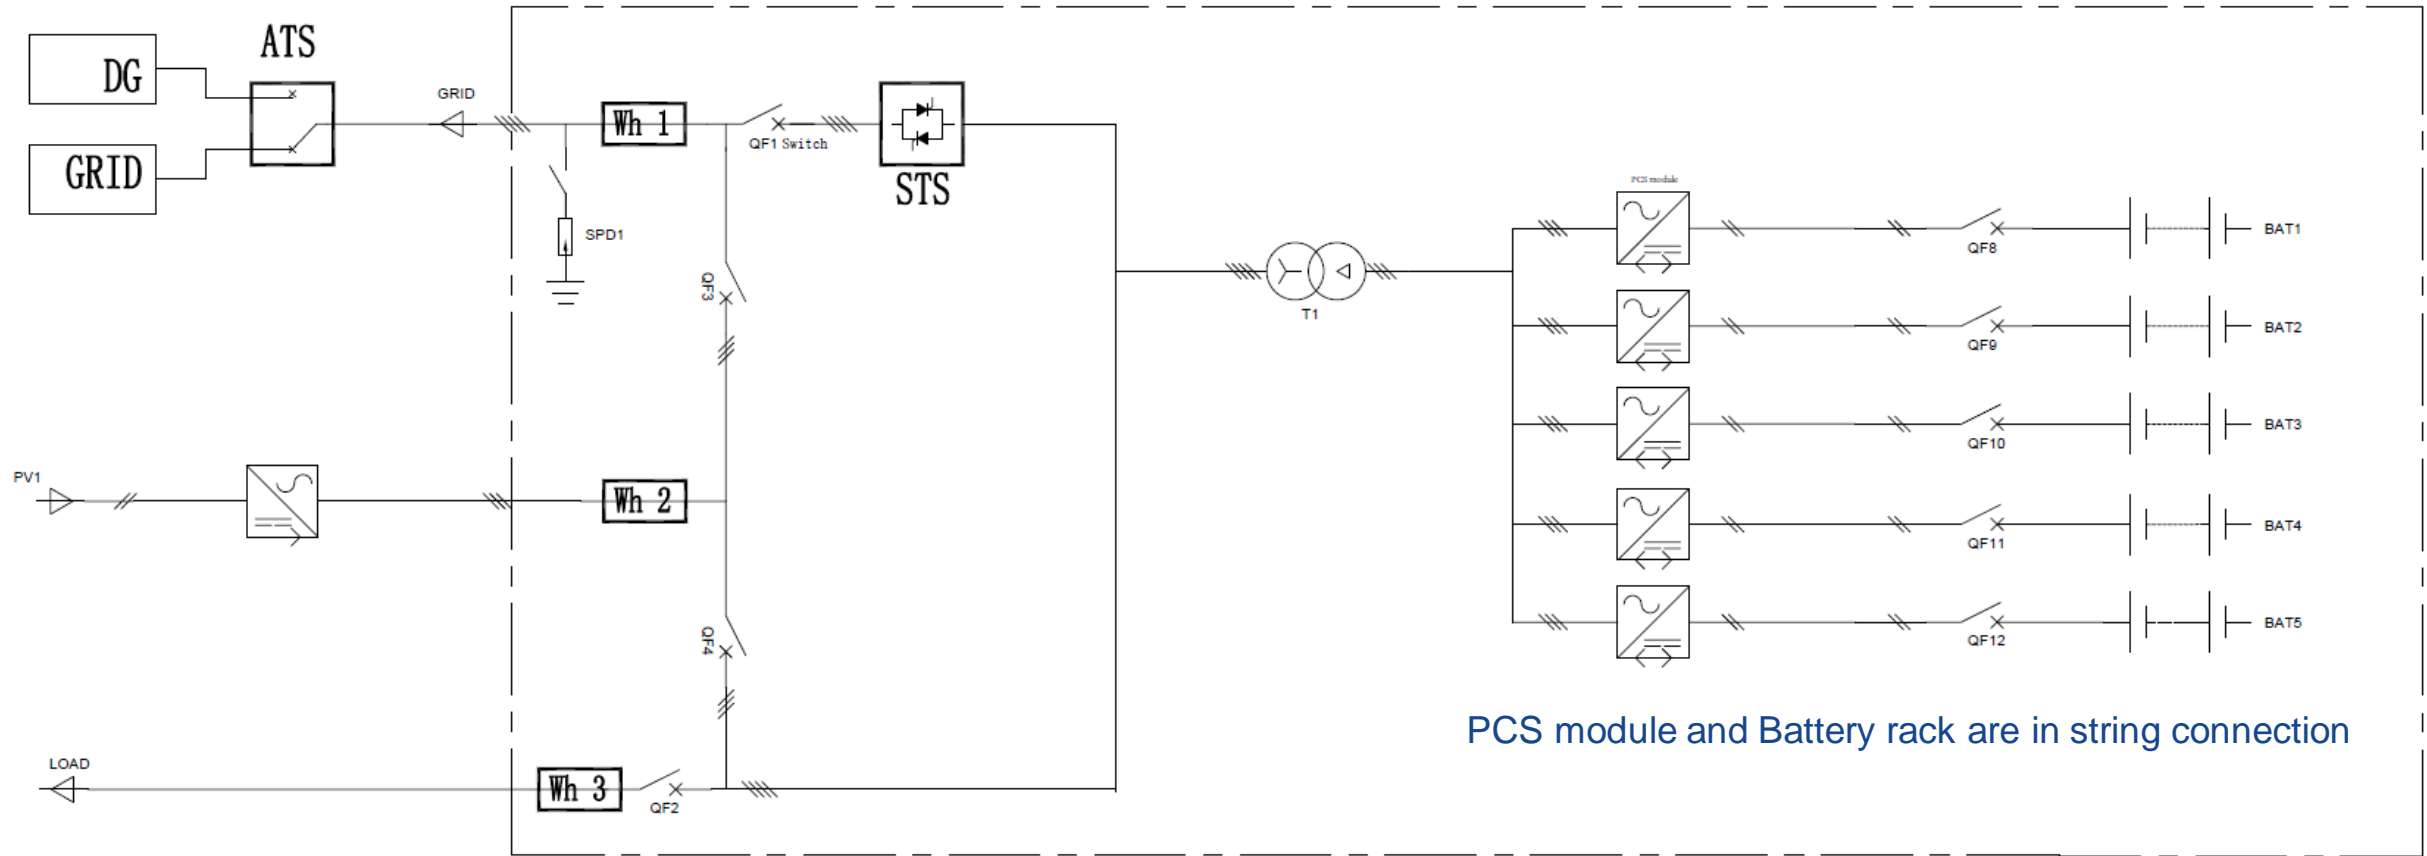 ATS
DG
GRID
GRID
Wh 1
QF1 Switch
STS
SPD1
QF3
T1
PCS module
QF8
BAT1
QF9
BAT2
QF10
BAT3
QF11
BAT4
QF12
BAT5
PV1
Wh 2
QF4
PCS module and Battery rack are in string connection
LOAD
Wh 3
QF2